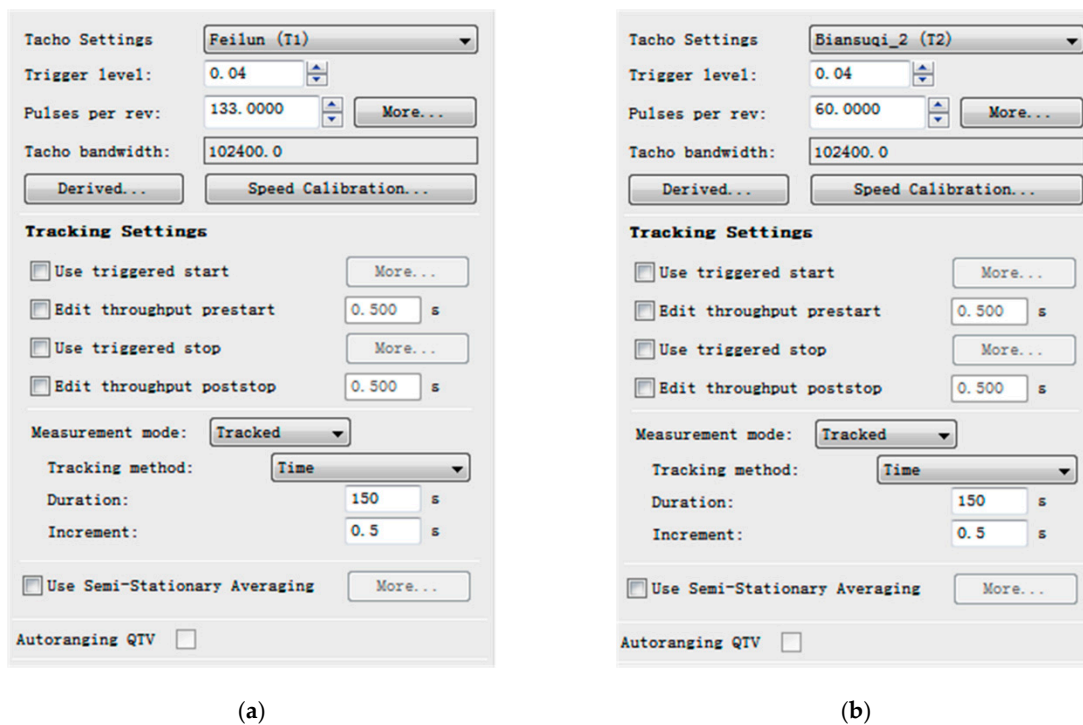 Tacho Settings Feilun (T1)
Trigger level: 0.04
Pulses per rev: 133.0000 More...
Tacho bandwidth: 102400.0
Derived... Speed Calibration...
Tracking Settings
Use triggered start More...
Edit throughput prestart 0.500 s
Use triggered stop More...
Edit throughput poststop 0.500 s
Measurement mode: Tracked
Tracking method: Time
Duration: 150 s
Increment: 0.5 s
Use Semi-Stationary Averaging More...
Autoranging QTV
(a)
Tacho Settings Biansuqi_2 (T2)
Trigger level: 0.04
Pulses per rev: 60.0000 More...
Tacho bandwidth: 102400.0
Derived... Speed Calibration...
Tracking Settings
Use triggered start More...
Edit throughput prestart 0.500 s
Use triggered stop More...
Edit throughput poststop 0.500 s
Measurement mode: Tracked
Tracking method: Time
Duration: 150 s
Increment: 0.5 s
Use Semi-Stationary Averaging More...
Autoranging QTV
(b)